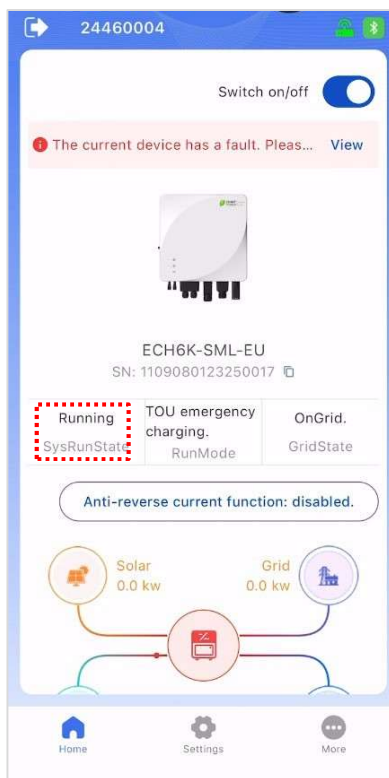 24460004
Switch on/off
The current device has a fault. Pleas... View
ECH6K-SML-EU
SN: 1109080123250017
Running
SysRunState
TOU emergency
charging.
RunMode
OnGrid.
GridState
Anti-reverse current function: disabled.
Solar
0.0 kw
Grid
0.0 kw
Home
Settings
More